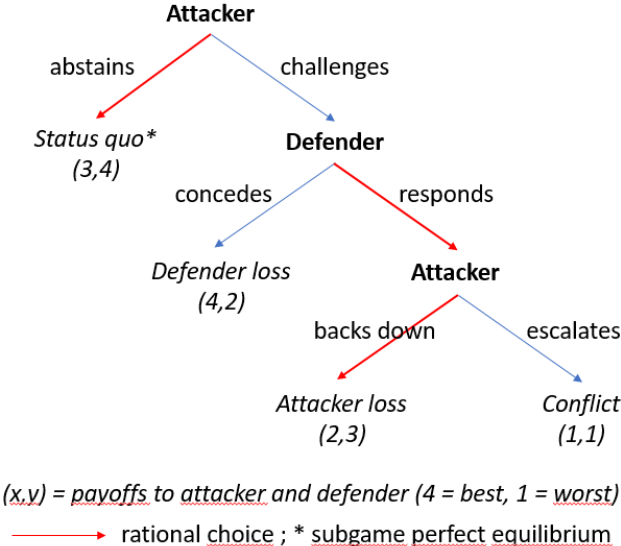 Attacker
abstains
challenges
Status quo*
(3,4)
Defender
concedes
responds
Defender loss
(4,2)
Attacker
backs down
escalates
Attacker loss
(2,3)
Conflict
(1,1)
(x,y) = payoffs to attacker and defender (4 = best, 1 = worst)
rational choice ; * subgame perfect equilibrium